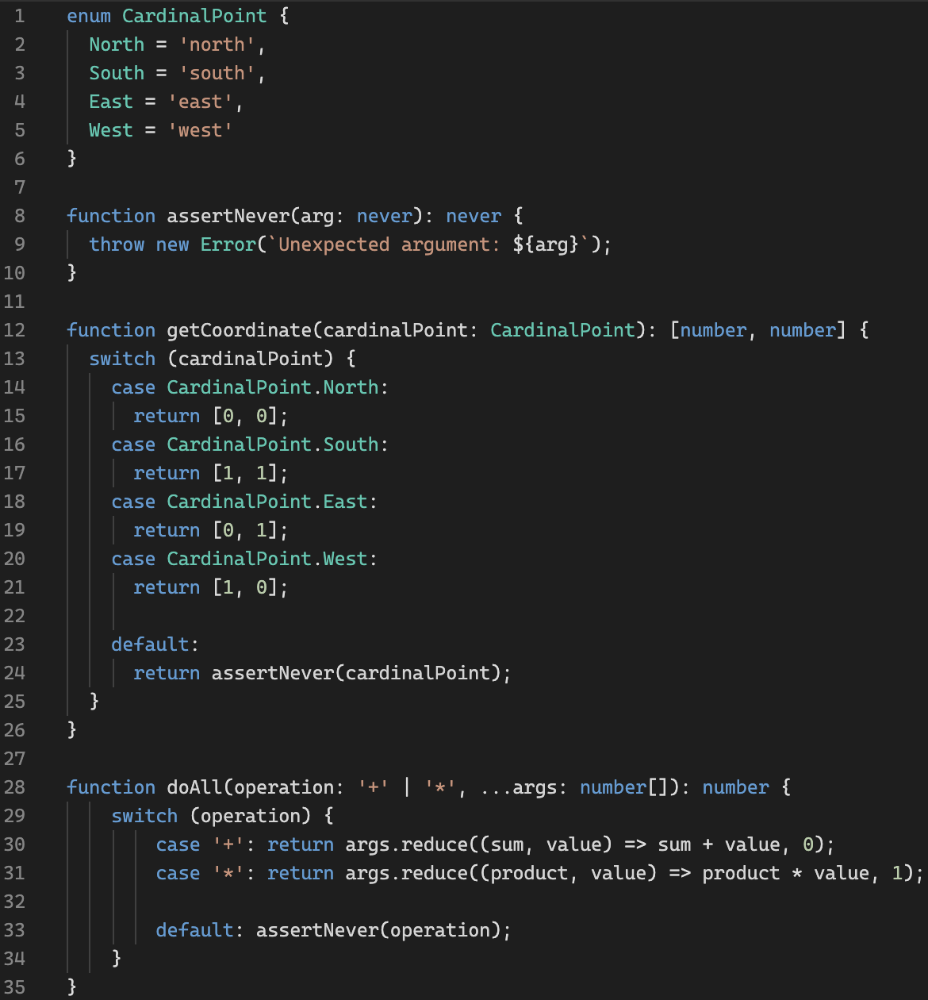 1 enum CardinalPoint {
2 North = 'north',
3 South = 'south',
4 East = 'east',
5 West = 'west'
6 }
7
8 function assertNever(arg: never): never {
9 throw new Error(`Unexpected argument: ${arg}`);
10 }
11
12 function getCoordinate(cardinalPoint: CardinalPoint): [number, number] {
13 switch (cardinalPoint) {
14 case CardinalPoint.North:
15 return [0, 0];
16 case CardinalPoint.South:
17 return [1, 1];
18 case CardinalPoint.East:
19 return [0, 1];
20 case CardinalPoint.West:
21 return [1, 0];
22
23 default:
24 return assertNever(cardinalPoint);
25 }
26 }
27
28 function doAll(operation: '+' | '*', ...args: number[]): number {
29 switch (operation) {
30 case '+': return args.reduce((sum, value) => sum + value, 0);
31 case '*': return args.reduce((product, value) => product * value, 1);
32
33 default: assertNever(operation);
34 }
35 }